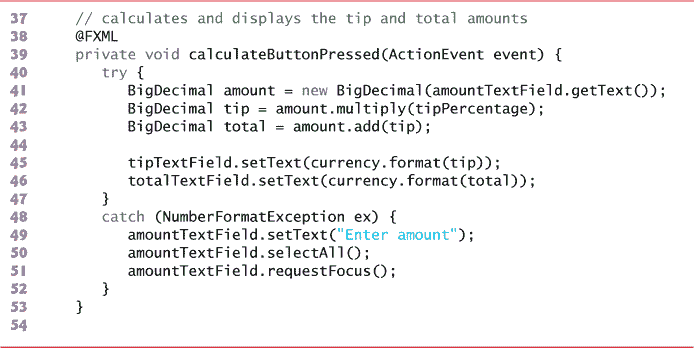 37 // calculates and displays the tip and total amounts
38 @FXML
39 private void calculateButtonPressed(ActionEvent event) {
40 try {
41 BigDecimal amount = new BigDecimal(amountTextField.getText());
42 BigDecimal tip = amount.multiply(tipPercentage);
43 BigDecimal total = amount.add(tip);
44
45 tipTextField.setText(currency.format(tip));
46 totalTextField.setText(currency.format(total));
47 }
48 catch (NumberFormatException ex) {
49 amountTextField.setText("Enter amount");
50 amountTextField.selectAll();
51 amountTextField.requestFocus();
52 }
53 }
54